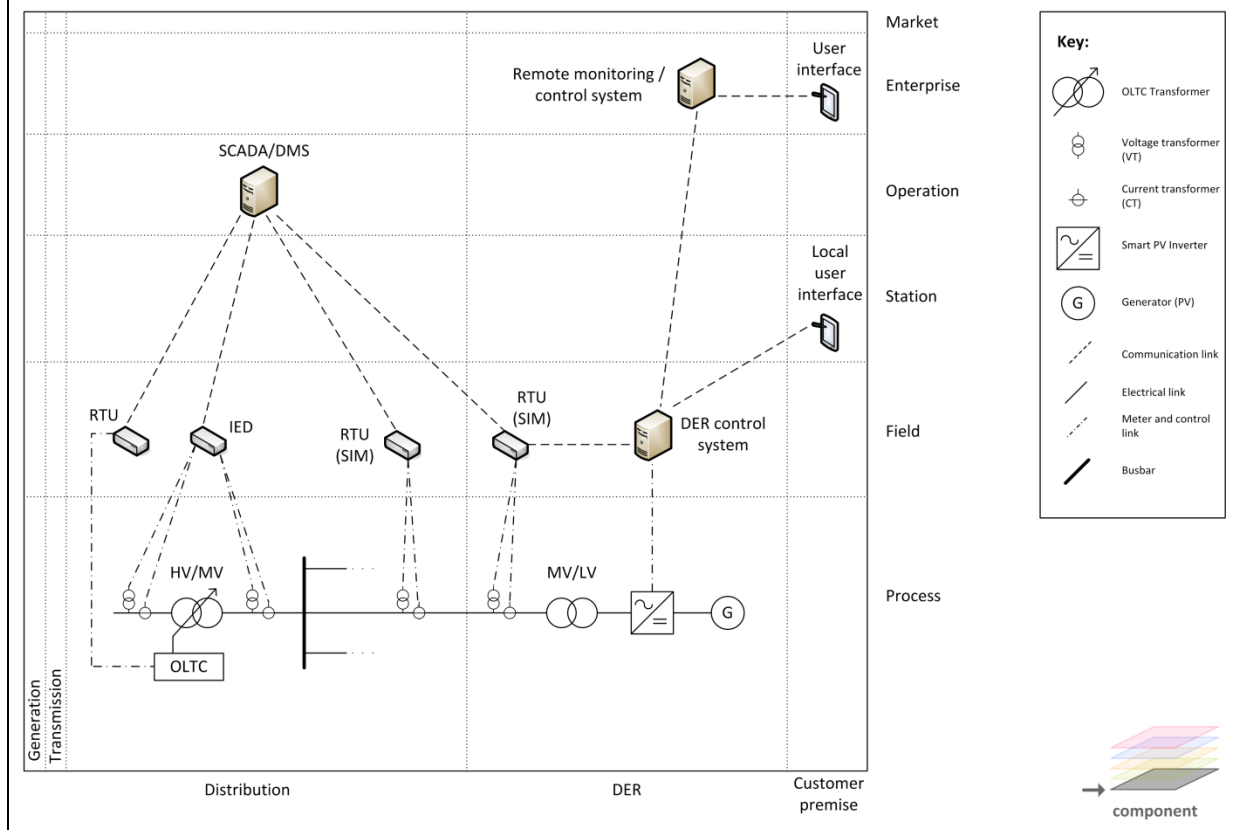 Market
User
interface
Remote monitoring /
control system
Enterprise
SCADA/DMS
Operation
Local
user
interface
Station
RTU
IED
RTU
(SIM)
RTU
(SIM)
DER control
system
Field
HV/MV
MV/LV
G
OLTC
Process
Generation
Transmission
Distribution
DER
Customer
premise
Key:
OLTC Transformer
Voltage transformer
(VT)
Current transformer
(CT)
Smart PV Inverter
G
Generator (PV)
Communication link
Electrical link
Meter and control
link
Busbar
component